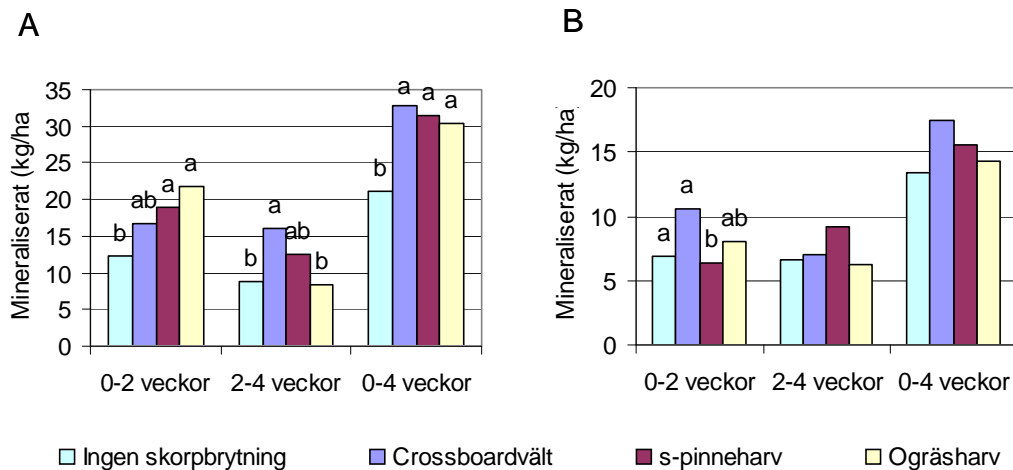 A
Mineraliserat (kg/ha)
35
30
25
20
15
10
5
0
b
ab
a
a
b
a
ab
b
b
a
a
a
0-2 veckor
2-4 veckor
0-4 veckor
B
Mineraliserat (kg/ha)
20
15
10
5
0
a
a
b
ab
0-2 veckor
2-4 veckor
0-4 veckor
Ingen skorpbrytning
Crossboardvält
s-pinneharv
Ogräsharv